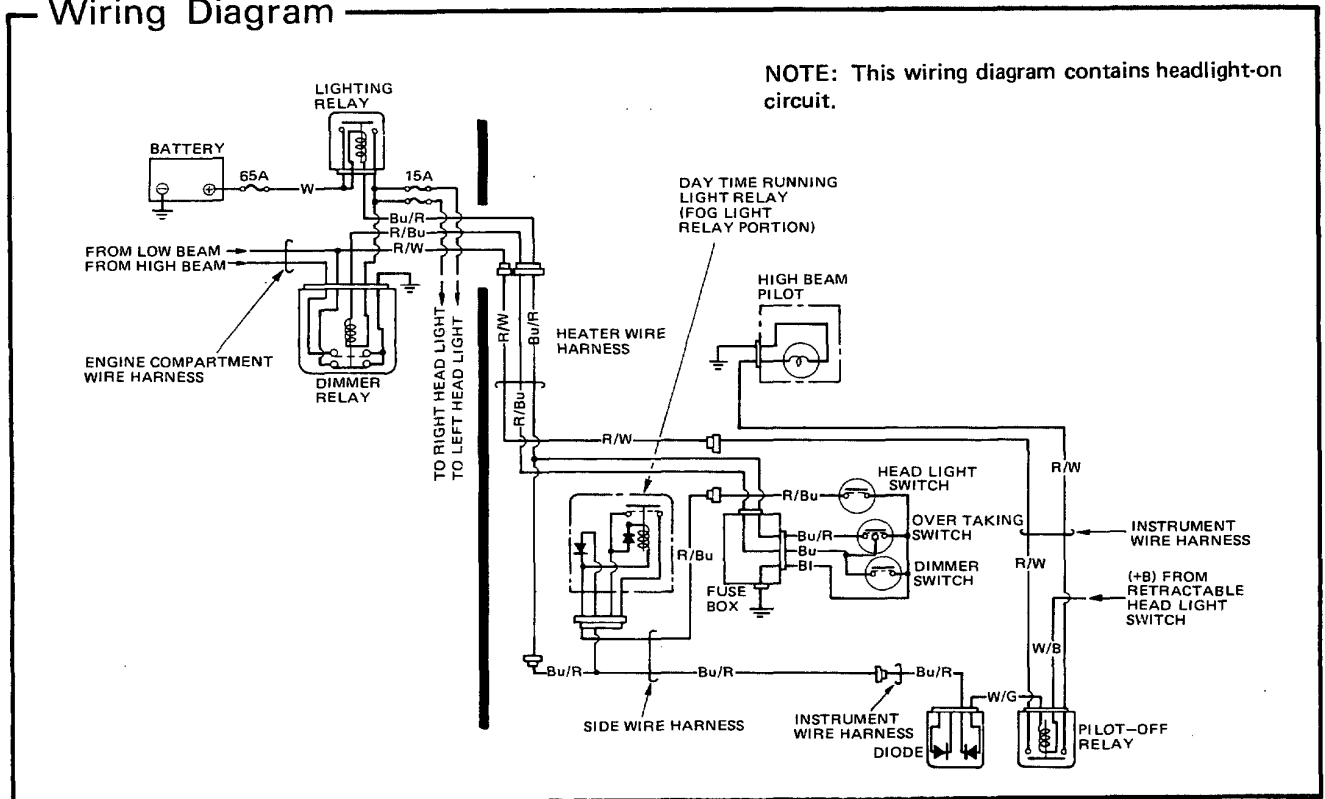 Wiring Diagram
NOTE: This wiring diagram contains headlight-on
circuit.
LIGHTING
RELAY
BATTERY
65A
W
15A
DAY TIME RUNNING
LIGHT RELAY
(FOG LIGHT
RELAY PORTION)
Bu/R
R/Bu
R/W
FROM LOW BEAM
FROM HIGH BEAM
HIGH BEAM
PILOT
R/W
Bu/R
HEATER WIRE
HARNESS
ENGINE COMPARTMENT
WIRE HARNESS
DIMMER
RELAY
TO RIGHT HEAD LIGHT
TO LEFT HEAD LIGHT
R/Bu
R/W
R/W
HEAD LIGHT
SWITCH
R/Bu
OVER TAKING
SWITCH
Bu/R
Bu
Bl
R/Bu
DIMMER
SWITCH
INSTRUMENT
WIRE HARNESS
R/W
FUSE
BOX
(+B) FROM
RETRACTABLE
HEAD LIGHT
SWITCH
W/B
Bu/R
Bu/R
Bu/R
W/G
SIDE WIRE HARNESS
INSTRUMENT
WIRE HARNESS
DIODE
PILOT-OFF
RELAY